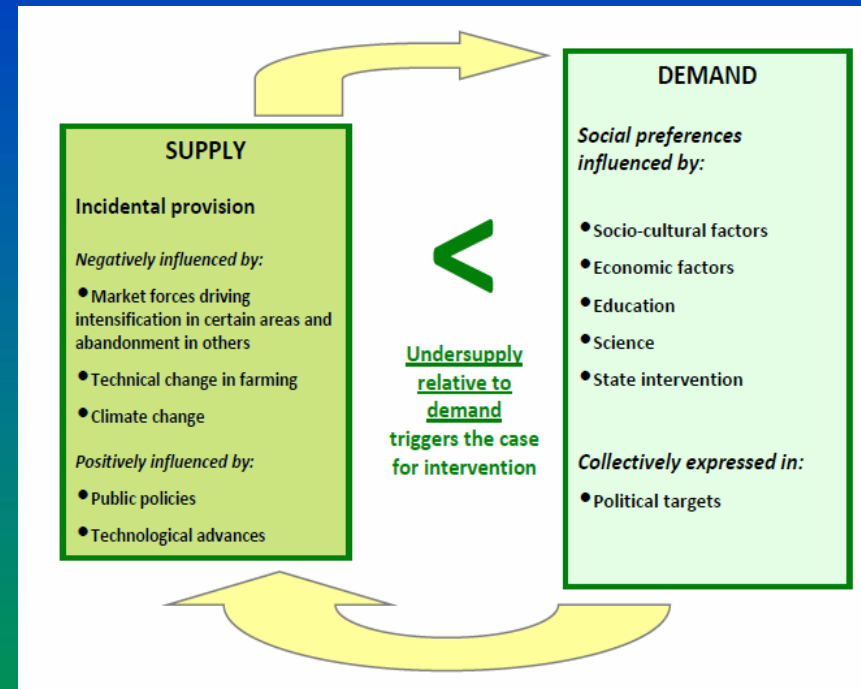 SUPPLY
Incidental provision
Negatively influenced by:
•Market forces driving
intensification in certain areas and
abandonment in others
•Technical change in farming
•Climate change
Positively influenced by:
•Public policies
•Technological advances
<
Undersupply
relative to
demand
triggers the case
for intervention
DEMAND
Social preferences
influenced by:
•Socio-cultural factors
•Economic factors
•Education
•Science
•State intervention
Collectively expressed in:
•Political targets